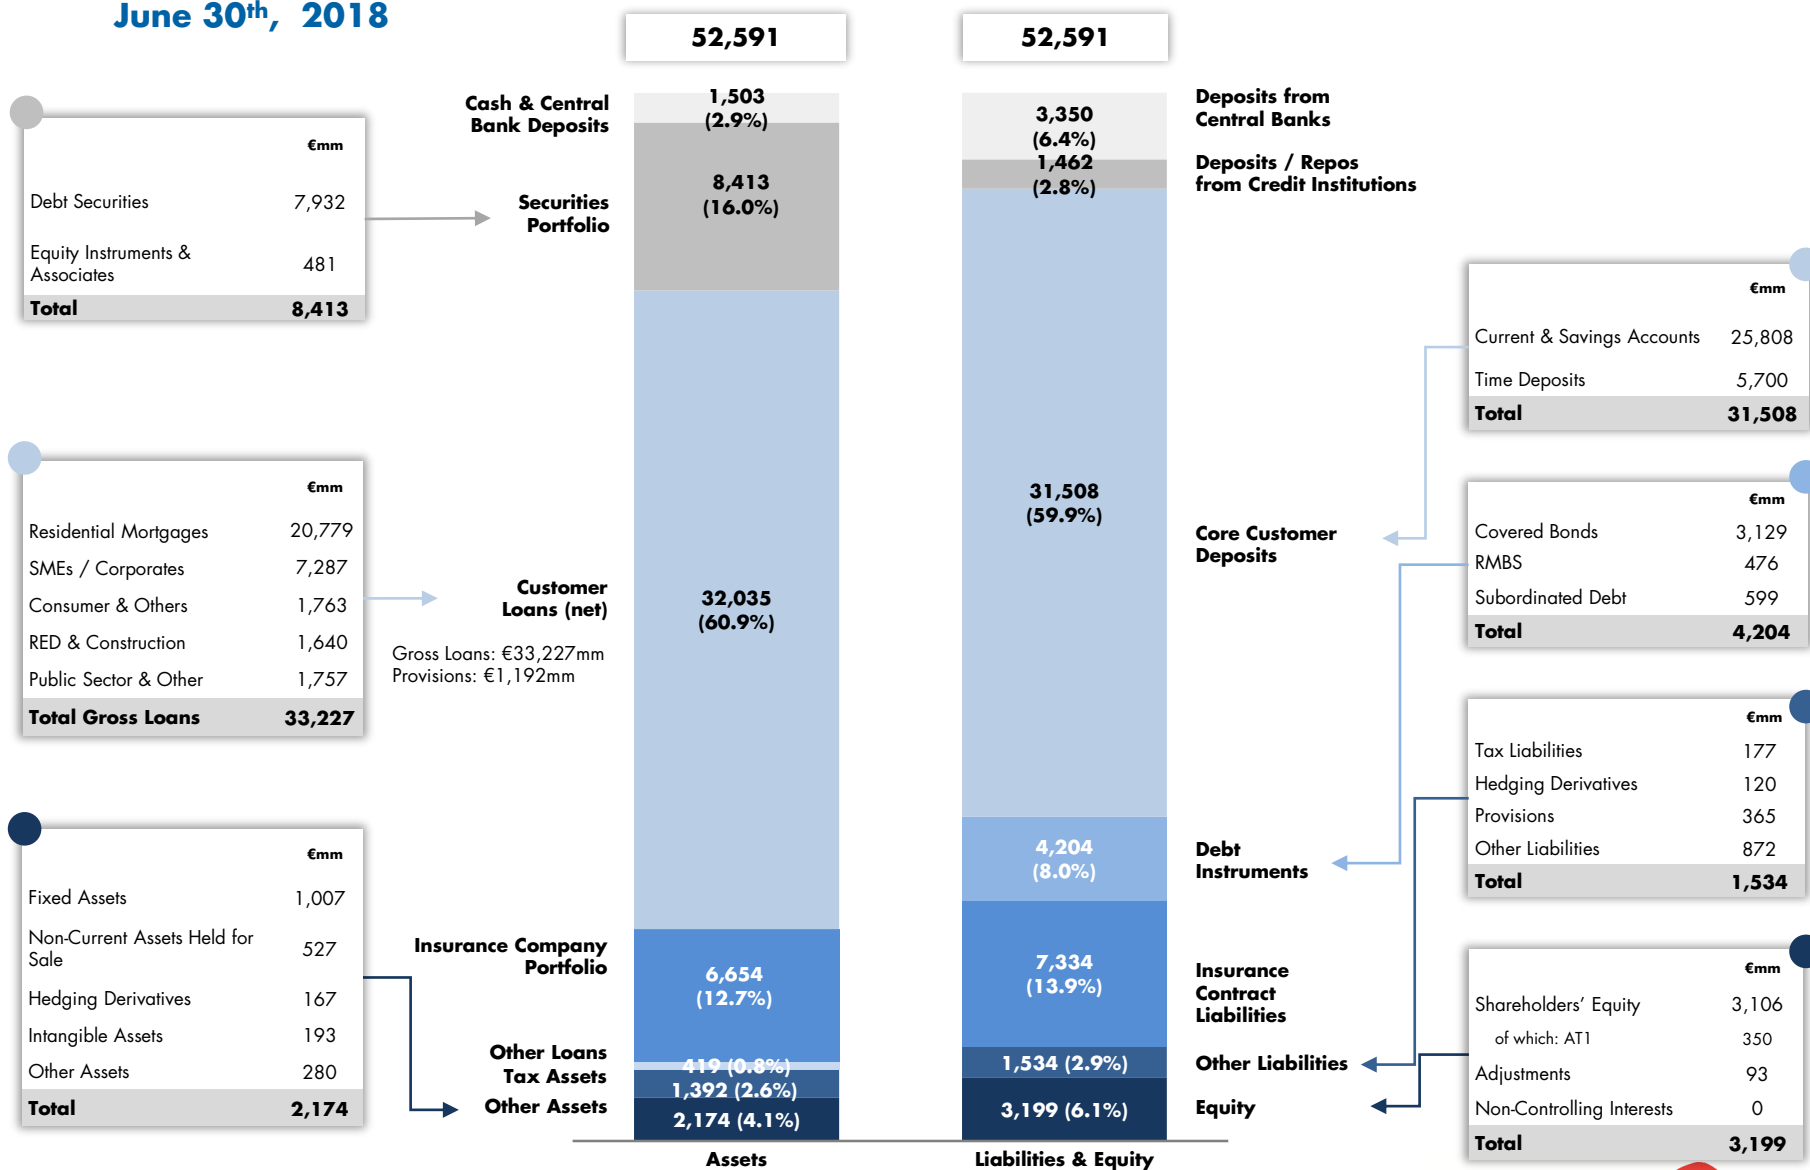 June 30th, 2018
52,591
52,591
Cash & Central
Bank Deposits
1,503
(2.9%)
Securities
Portfolio
8,413
(16.0%)
€mm
Debt Securities 7,932
Equity Instruments &
Associates 481
Total 8,413
Customer
Loans (net)
Gross Loans: €33,227mm
Provisions: €1,192mm
32,035
(60.9%)
€mm
Residential Mortgages 20,779
SMEs / Corporates 7,287
Consumer & Others 1,763
RED & Construction 1,640
Public Sector & Other 1,757
Total Gross Loans 33,227
Insurance Company
Portfolio
6,654
(12.7%)
Other Loans
419 (0.8%)
Tax Assets
1,392 (2.6%)
Other Assets
2,174 (4.1%)
€mm
Fixed Assets 1,007
Non-Current Assets Held for
Sale 527
Hedging Derivatives 167
Intangible Assets 193
Other Assets 280
Total 2,174
Assets
3,350
(6.4%)
Deposits from
Central Banks
1,462
(2.8%)
Deposits / Repos
from Credit Institutions
31,508
(59.9%)
Core Customer
Deposits
€mm
Current & Savings Accounts 25,808
Time Deposits 5,700
Total 31,508
4,204
(8.0%)
Debt
Instruments
€mm
Covered Bonds 3,129
RMBS 476
Subordinated Debt 599
Total 4,204
7,334
(13.9%)
Insurance
Contract
Liabilities
1,534 (2.9%)
Other Liabilities
€mm
Tax Liabilities 177
Hedging Derivatives 120
Provisions 365
Other Liabilities 872
Total 1,534
3,199 (6.1%)
Equity
€mm
Shareholders’ Equity 3,106
of which: AT1 350
Adjustments 93
Non-Controlling Interests 0
Total 3,199
Liabilities & Equity